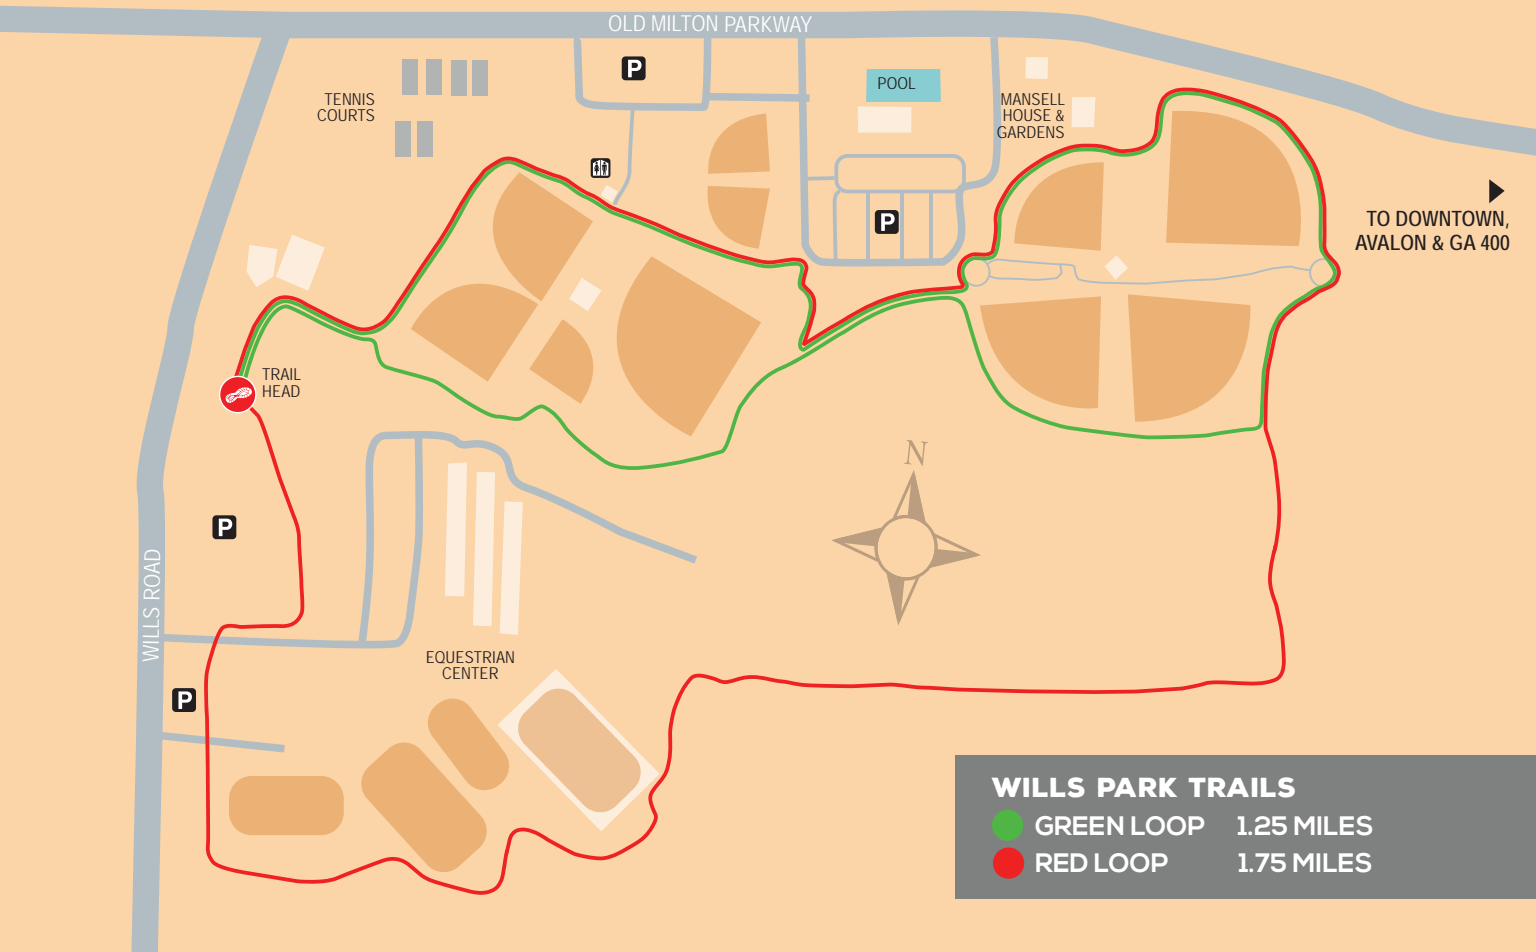 OLD MILTON PARKWAY
P
POOL
TENNIS
COURTS
MANSELL
HOUSE &
GARDENS
P
TO DOWNTOWN,
AVALON & GA 400
TRAIL
HEAD
N
P
WILLS ROAD
EQUESTRIAN
CENTER
P
WILLS PARK TRAILS
GREEN LOOP 1.25 MILES
RED LOOP 1.75 MILES